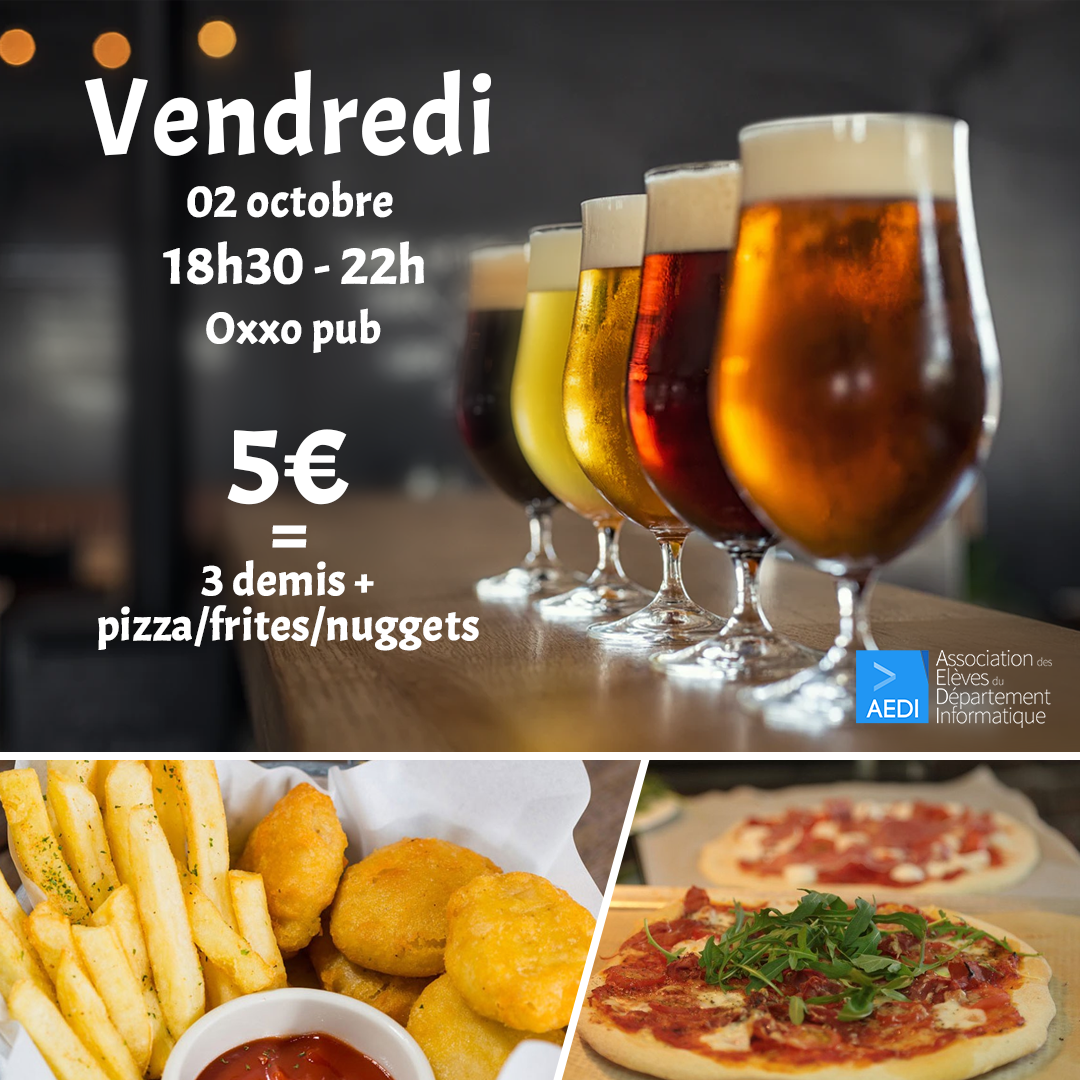 Vendredi
02 octobre
18h30 - 22h
Oxxo pub
5€
=
3 demis +
pizza/frites/nuggets
>
AEDI
Association des
Elèves du
Département
Informatique